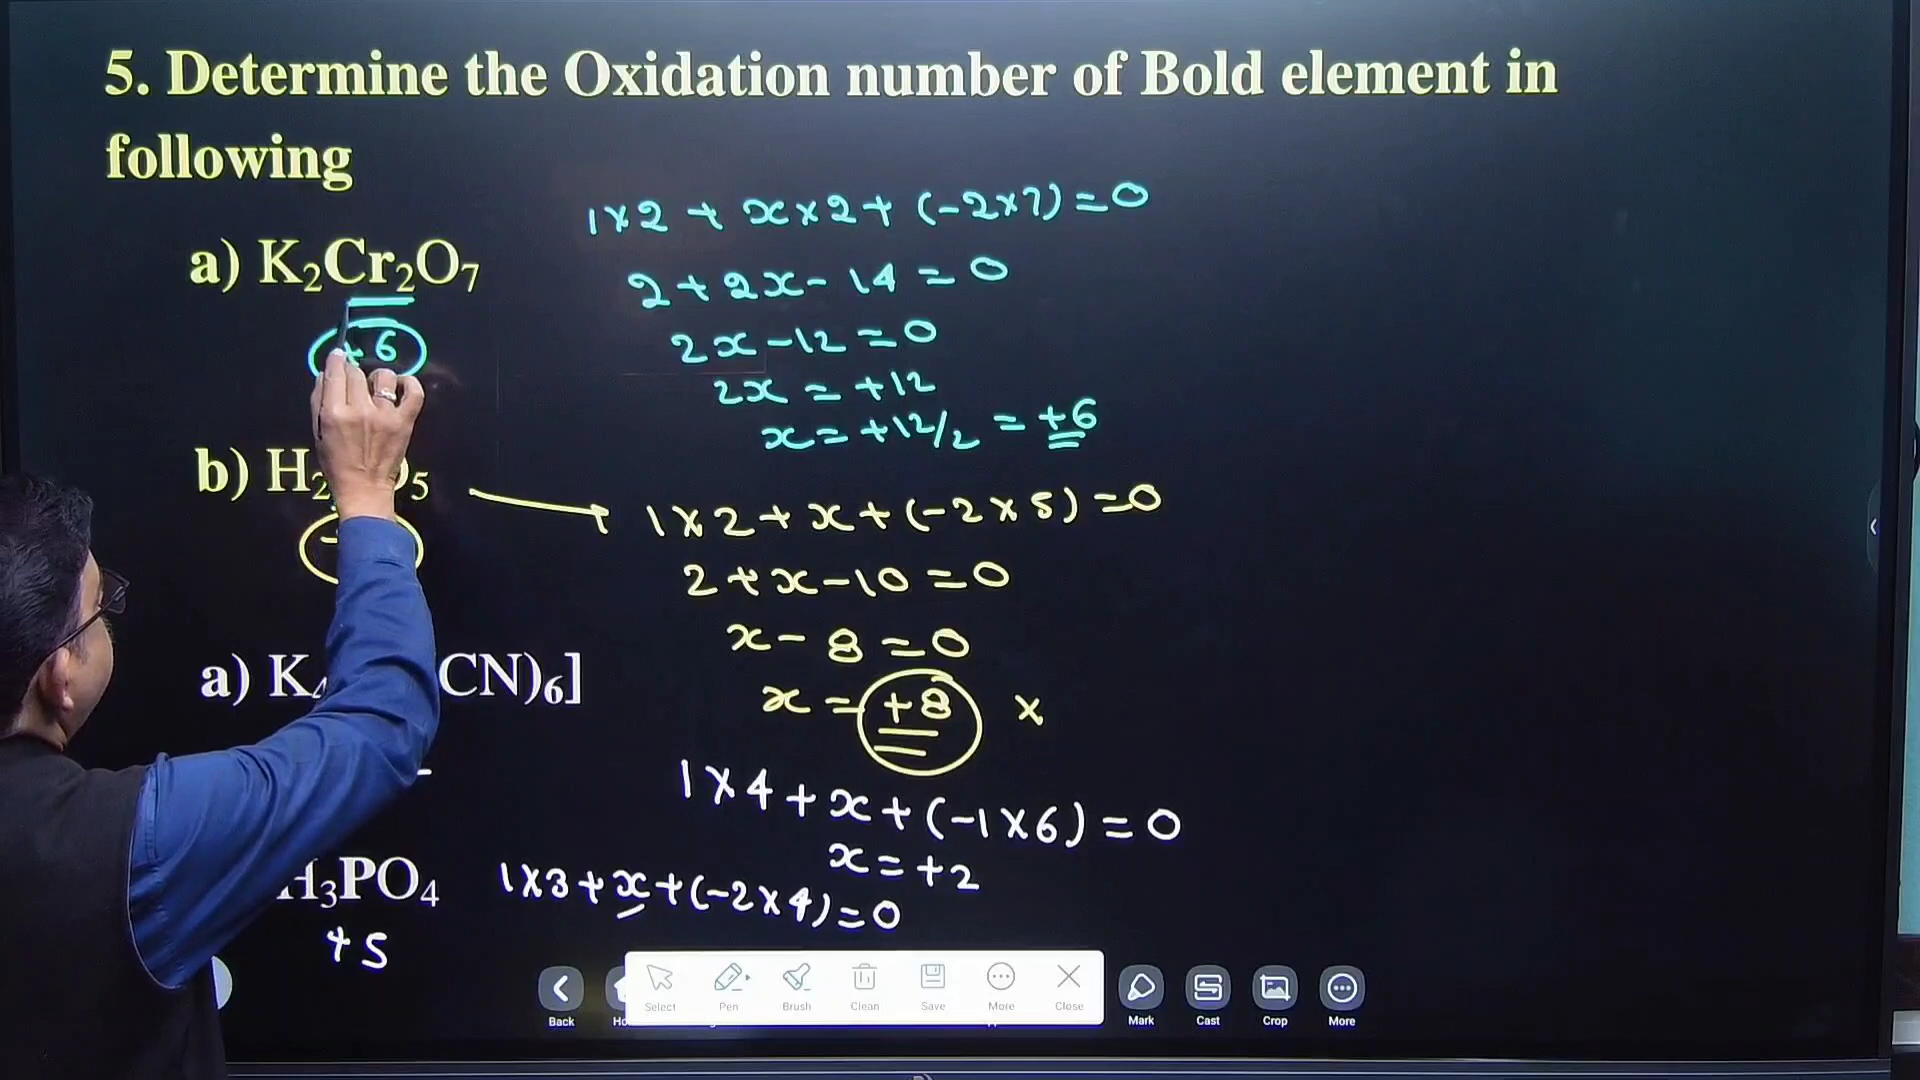 5. Determine the Oxidation number of Bold element in
following
1×2 + x×2 + (-2×7) = 0
a) K₂Cr₂O₇
2 + 2x - 14 = 0
+6
2x - 12 = 0
2x = +12
x = +12/2 = +6
b) H₂ ₅
1×2 + x + (-2×5) = 0
2 + x - 10 = 0
x - 8 = 0
a) K₄ CN)₆]
x = +8 ×
1×4 + x + (-1×6) = 0
x = +2
H₃PO₄ 1×3 + x + (-2×4) = 0
+5
Select Pen Brush Clean Save More Close
Back Mark Cast Crop More